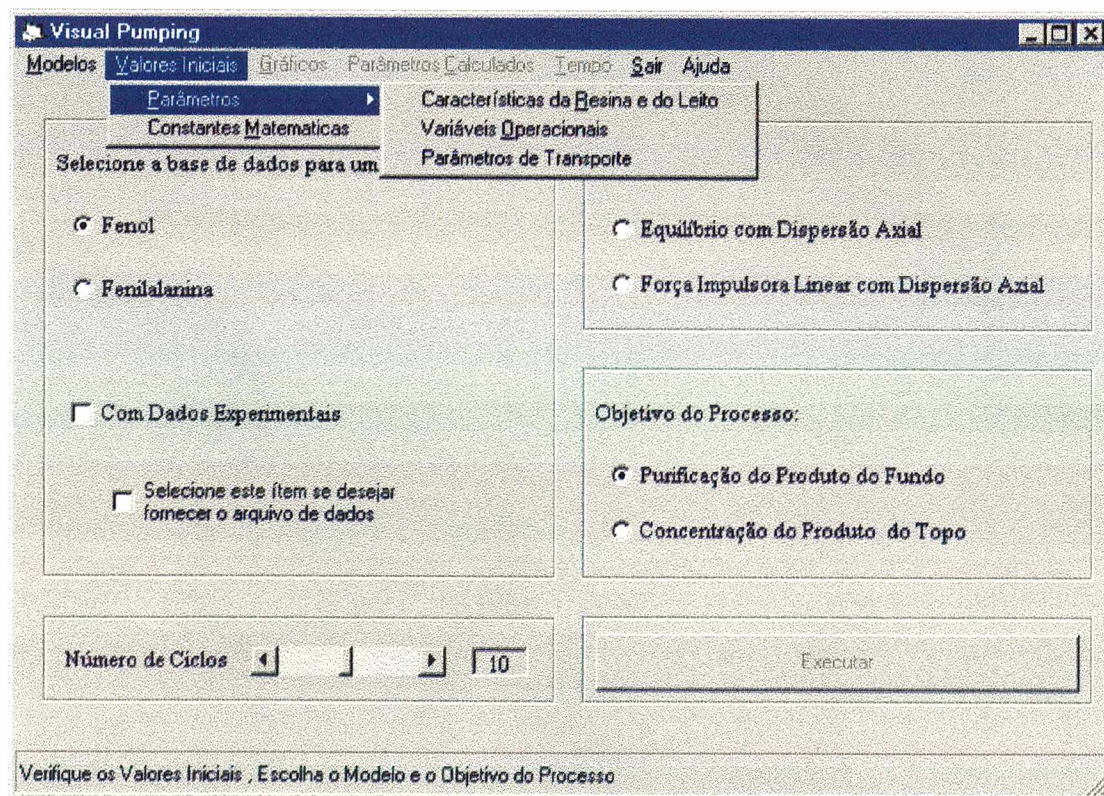 Visual Pumping
Modelos Valores Iniciais Gráficos Parâmetros Calculados Tempo Sair Ajuda
Parâmetros
Constantes Matematicas
Características da Resina e do Leito
Variáveis Operacionais
Parâmetros de Transporte
Selecione a base de dados para um
Fenol
Fenilalanina
Com Dados Experimentais
Selecione este ítem se desejar
fornecer o arquivo de dados
Equilíbrio com Dispersão Axial
Força Impulsora Linear com Dispersão Axial
Objetivo do Processo:
Purificação do Produto do Fundo
Concentração do Produto do Topo
Número de Ciclos 10
Executar
Verifique os Valores Iniciais , Escolha o Modelo e o Objetivo do Processo